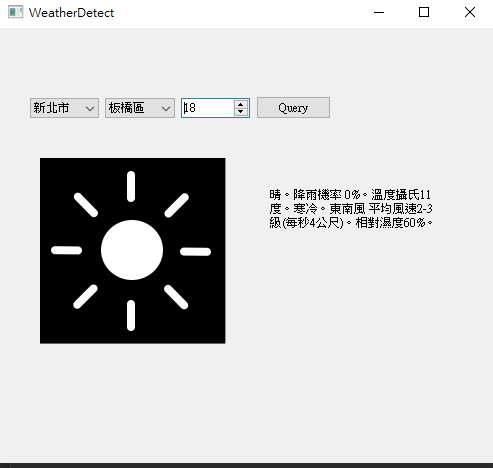 WeatherDetect
新北市 板橋區 18 Query
晴。降雨機率 0%。溫度攝氏11
度。寒冷。東南風 平均風速2-3
級(每秒4公尺)。相對濕度60%。